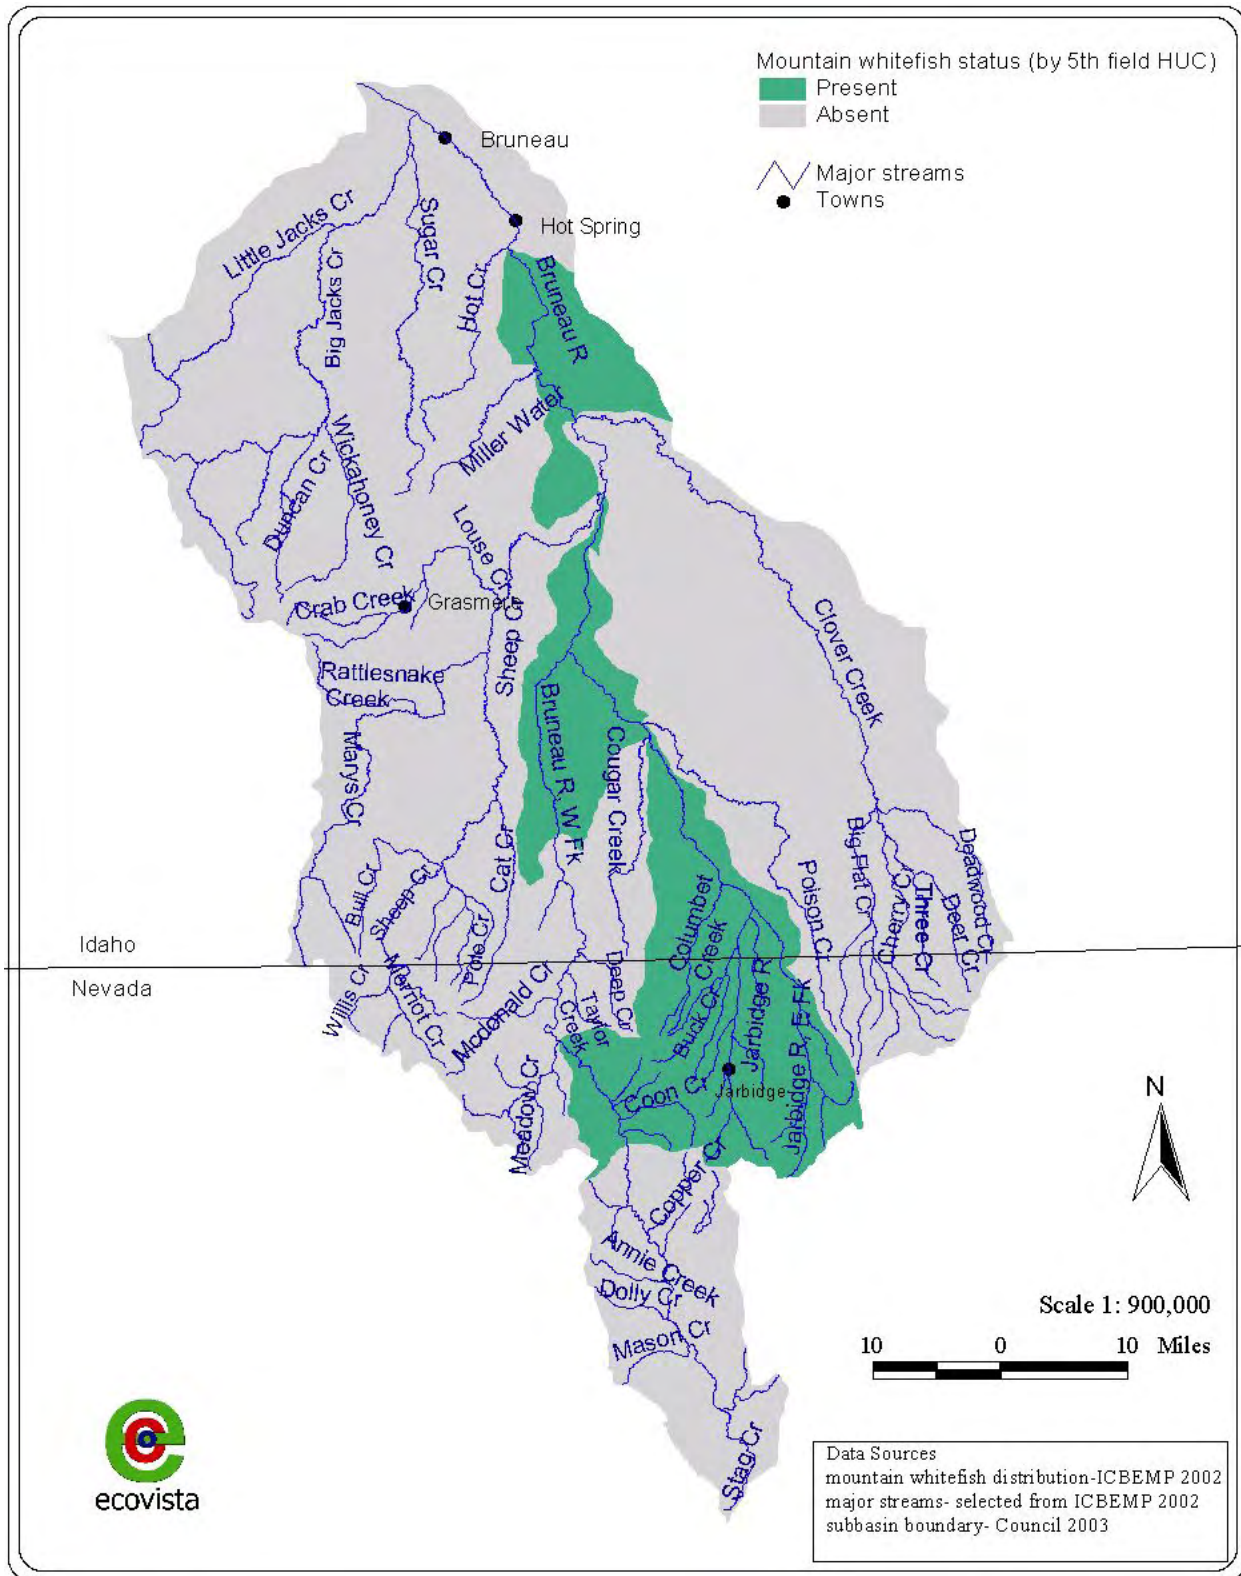 Mountain whitefish status (by 5th field HUC)
Present
Absent
Major streams
Towns
Bruneau
Hot Spring
Little Jacks Cr
Big Jacks Cr
Sugar Cr
Hot Cr
Bruneau R
Miller Water
Wickahoney Cr
Duncan Cr
Louse Cr
Crab Creek
Grasmere
Sheep Cr
Rattlesnake
Creek
Marys Cr
Bruneau R, W Fk
Cougar Creek
Clover Creek
Cat Cr
Bull Cr
Sheep Cr
Pole Cr
Columbet
Creek
Poison Cr
Big Flat Cr
Cherry Cr
Three Cr
Deer Cr
Deadwood Cr
Idaho
Nevada
Willis Cr
Merriot Cr
Mcdonald Cr
Taylor
Creek
Deep Cr
Buck Cr
Jarbidge R
Jarbidge R, E Fk
Meadow Cr
Coon Cr
Jarbidge
Copper Cr
Annie Creek
Dolly Cr
Mason Cr
Stag Cr
N
Scale 1: 900,000
10 0 10 Miles
ecovista
Data Sources
mountain whitefish distribution-ICBEMP 2002
major streams- selected from ICBEMP 2002
subbasin boundary- Council 2003